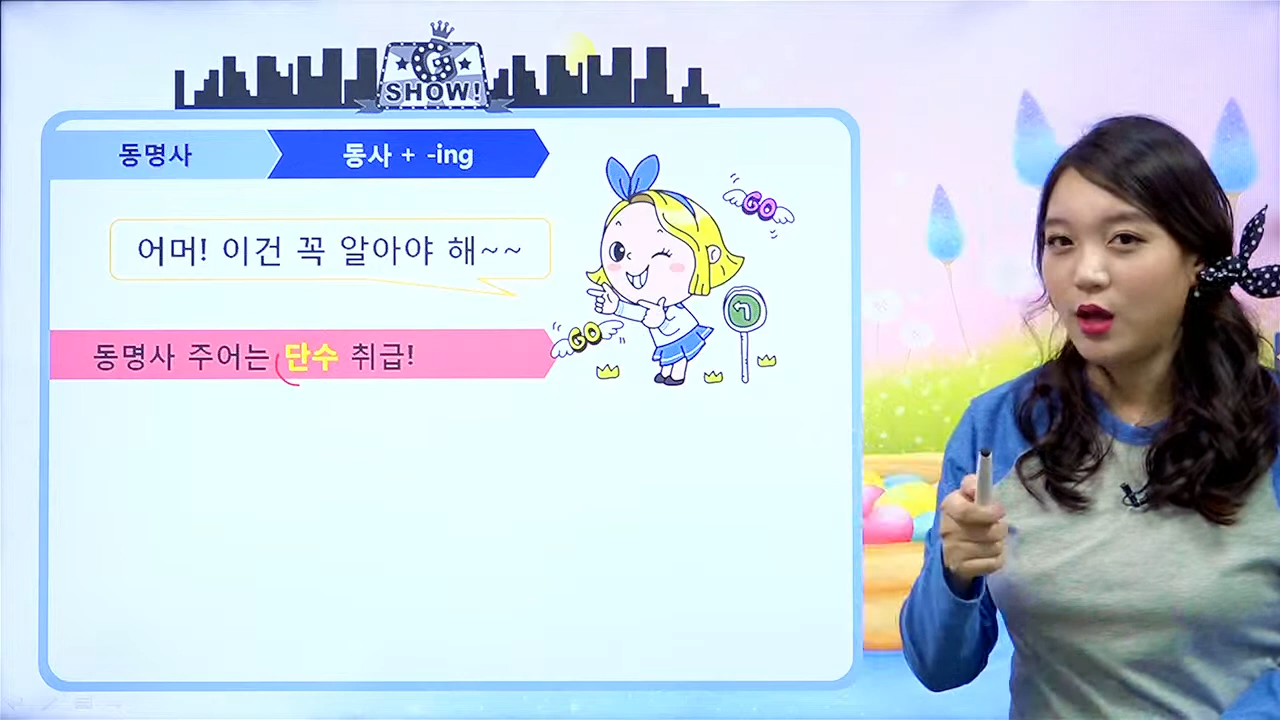 G
SHOW!
동명사
동사 + -ing
어머! 이건 꼭 알아야 해~~
GO
GO
동명사 주어는 단수 취급!